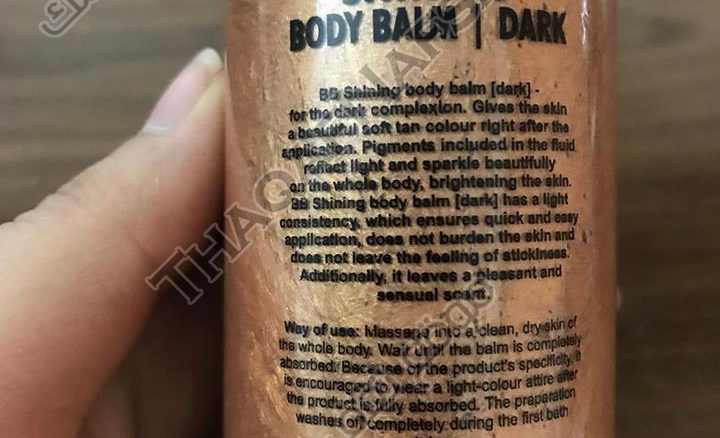 BODY BALM | DARK
BB Shining body balm [dark] -
for the dark complexion. Gives the skin
a beautiful soft tan colour right after the
application. Pigments included in the fluid
reflect light and sparkle beautifully
on the whole body, brightening the skin.
BB Shining body balm [dark] has a light
consistency, which ensures quick and easy
application, does not burden the skin and
does not leave the feeling of stickiness.
Additionally, it leaves a pleasant and
sensual scent.
Way of use: Massage into a clean, dry skin of
the whole body. Wait until the balm is completely
absorbed. Because of the product's specificity, it
is encouraged to wear a light-colour attire after
the product is fully absorbed. The preparation
washes off completely during the first bath